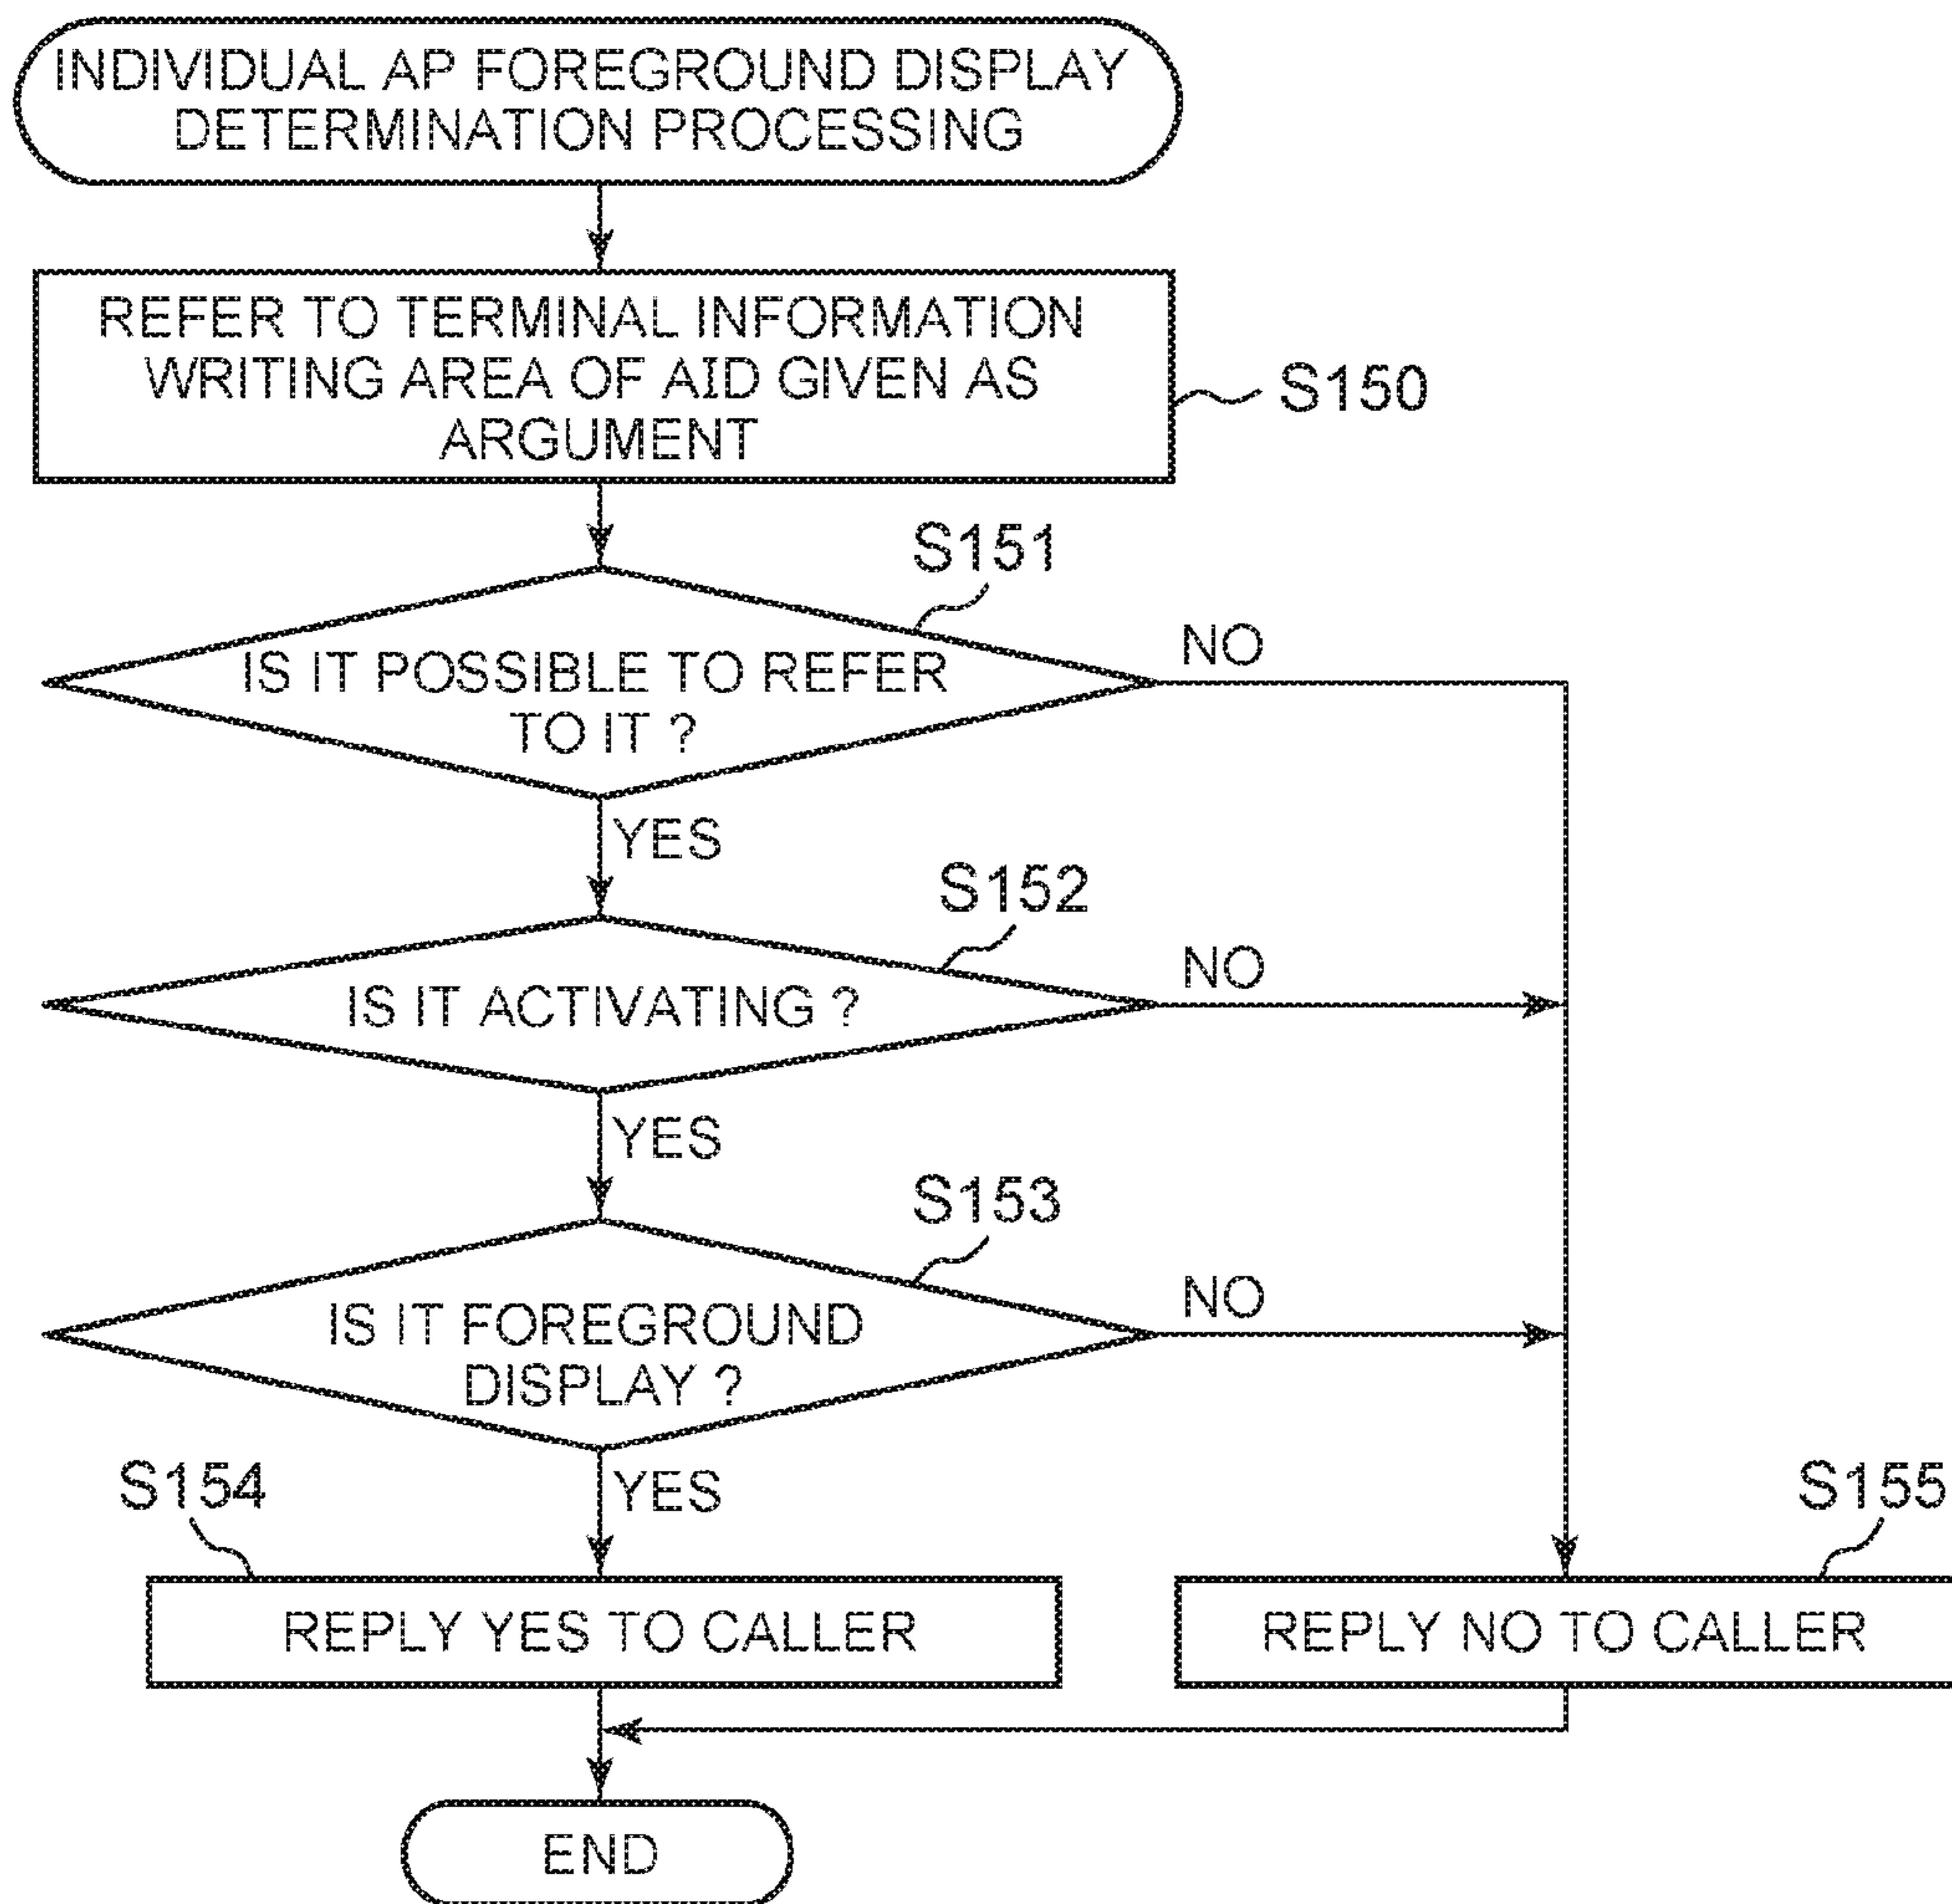 INDIVIDUAL AP FOREGROUND DISPLAY
DETERMINATION PROCESSING
REFER TO TERMINAL INFORMATION
WRITING AREA OF AID GIVEN AS
ARGUMENT
S150
S151
IS IT POSSIBLE TO REFER
TO IT ?
NO
YES
S152
IS IT ACTIVATING ?
NO
YES
S153
IS IT FOREGROUND
DISPLAY ?
NO
YES
S154
REPLY YES TO CALLER
S155
REPLY NO TO CALLER
END